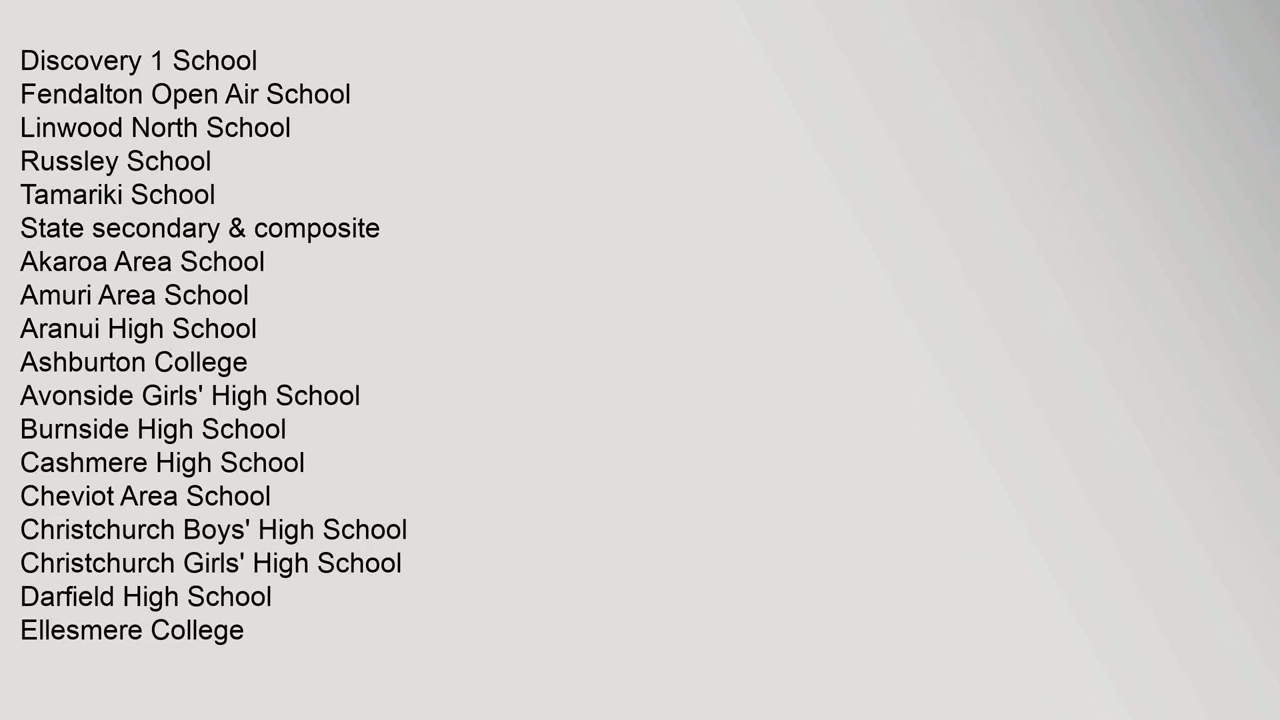 Discovery 1 School
Fendalton Open Air School
Linwood North School
Russley School
Tamariki School
State secondary & composite
Akaroa Area School
Amuri Area School
Aranui High School
Ashburton College
Avonside Girls' High School
Burnside High School
Cashmere High School
Cheviot Area School
Christchurch Boys' High School
Christchurch Girls' High School
Darfield High School
Ellesmere College